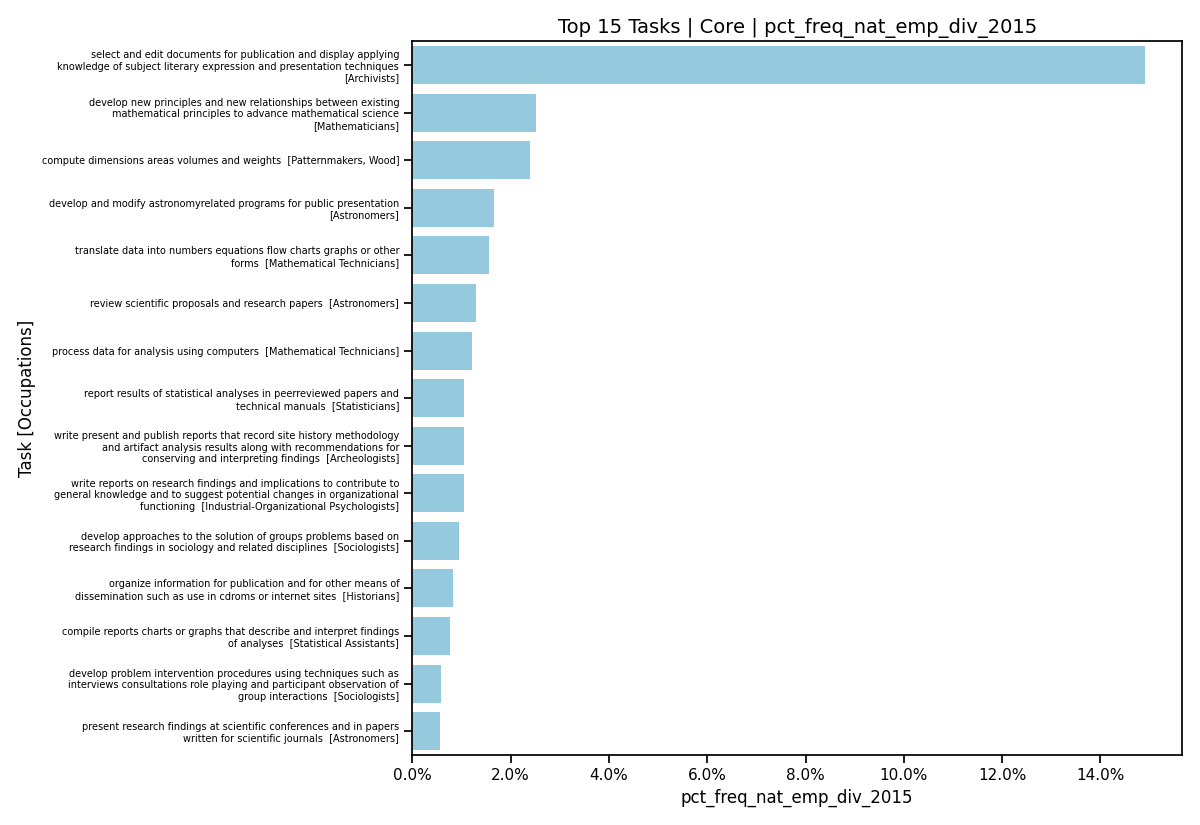 Top 15 Tasks | Core | pct_freq_nat_emp_div_2015
select and edit documents for publication and display applying
knowledge of subject literary expression and presentation techniques
[Archivists]
develop new principles and new relationships between existing
mathematical principles to advance mathematical science
[Mathematicians]
compute dimensions areas volumes and weights  [Patternmakers, Wood]
develop and modify astronomyrelated programs for public presentation
[Astronomers]
translate data into numbers equations flow charts graphs or other
forms  [Mathematical Technicians]
review scientific proposals and research papers  [Astronomers]
process data for analysis using computers  [Mathematical Technicians]
report results of statistical analyses in peerreviewed papers and
technical manuals  [Statisticians]
write present and publish reports that record site history methodology
and artifact analysis results along with recommendations for
conserving and interpreting findings  [Archeologists]
write reports on research findings and implications to contribute to
general knowledge and to suggest potential changes in organizational
functioning  [Industrial-Organizational Psychologists]
develop approaches to the solution of groups problems based on
research findings in sociology and related disciplines  [Sociologists]
organize information for publication and for other means of
dissemination such as use in cdroms or internet sites  [Historians]
compile reports charts or graphs that describe and interpret findings
of analyses  [Statistical Assistants]
develop problem intervention procedures using techniques such as
interviews consultations role playing and participant observation of
group interactions  [Sociologists]
present research findings at scientific conferences and in papers
written for scientific journals  [Astronomers]
Task [Occupations]
0.0% 2.0% 4.0% 6.0% 8.0% 10.0% 12.0% 14.0%
pct_freq_nat_emp_div_2015